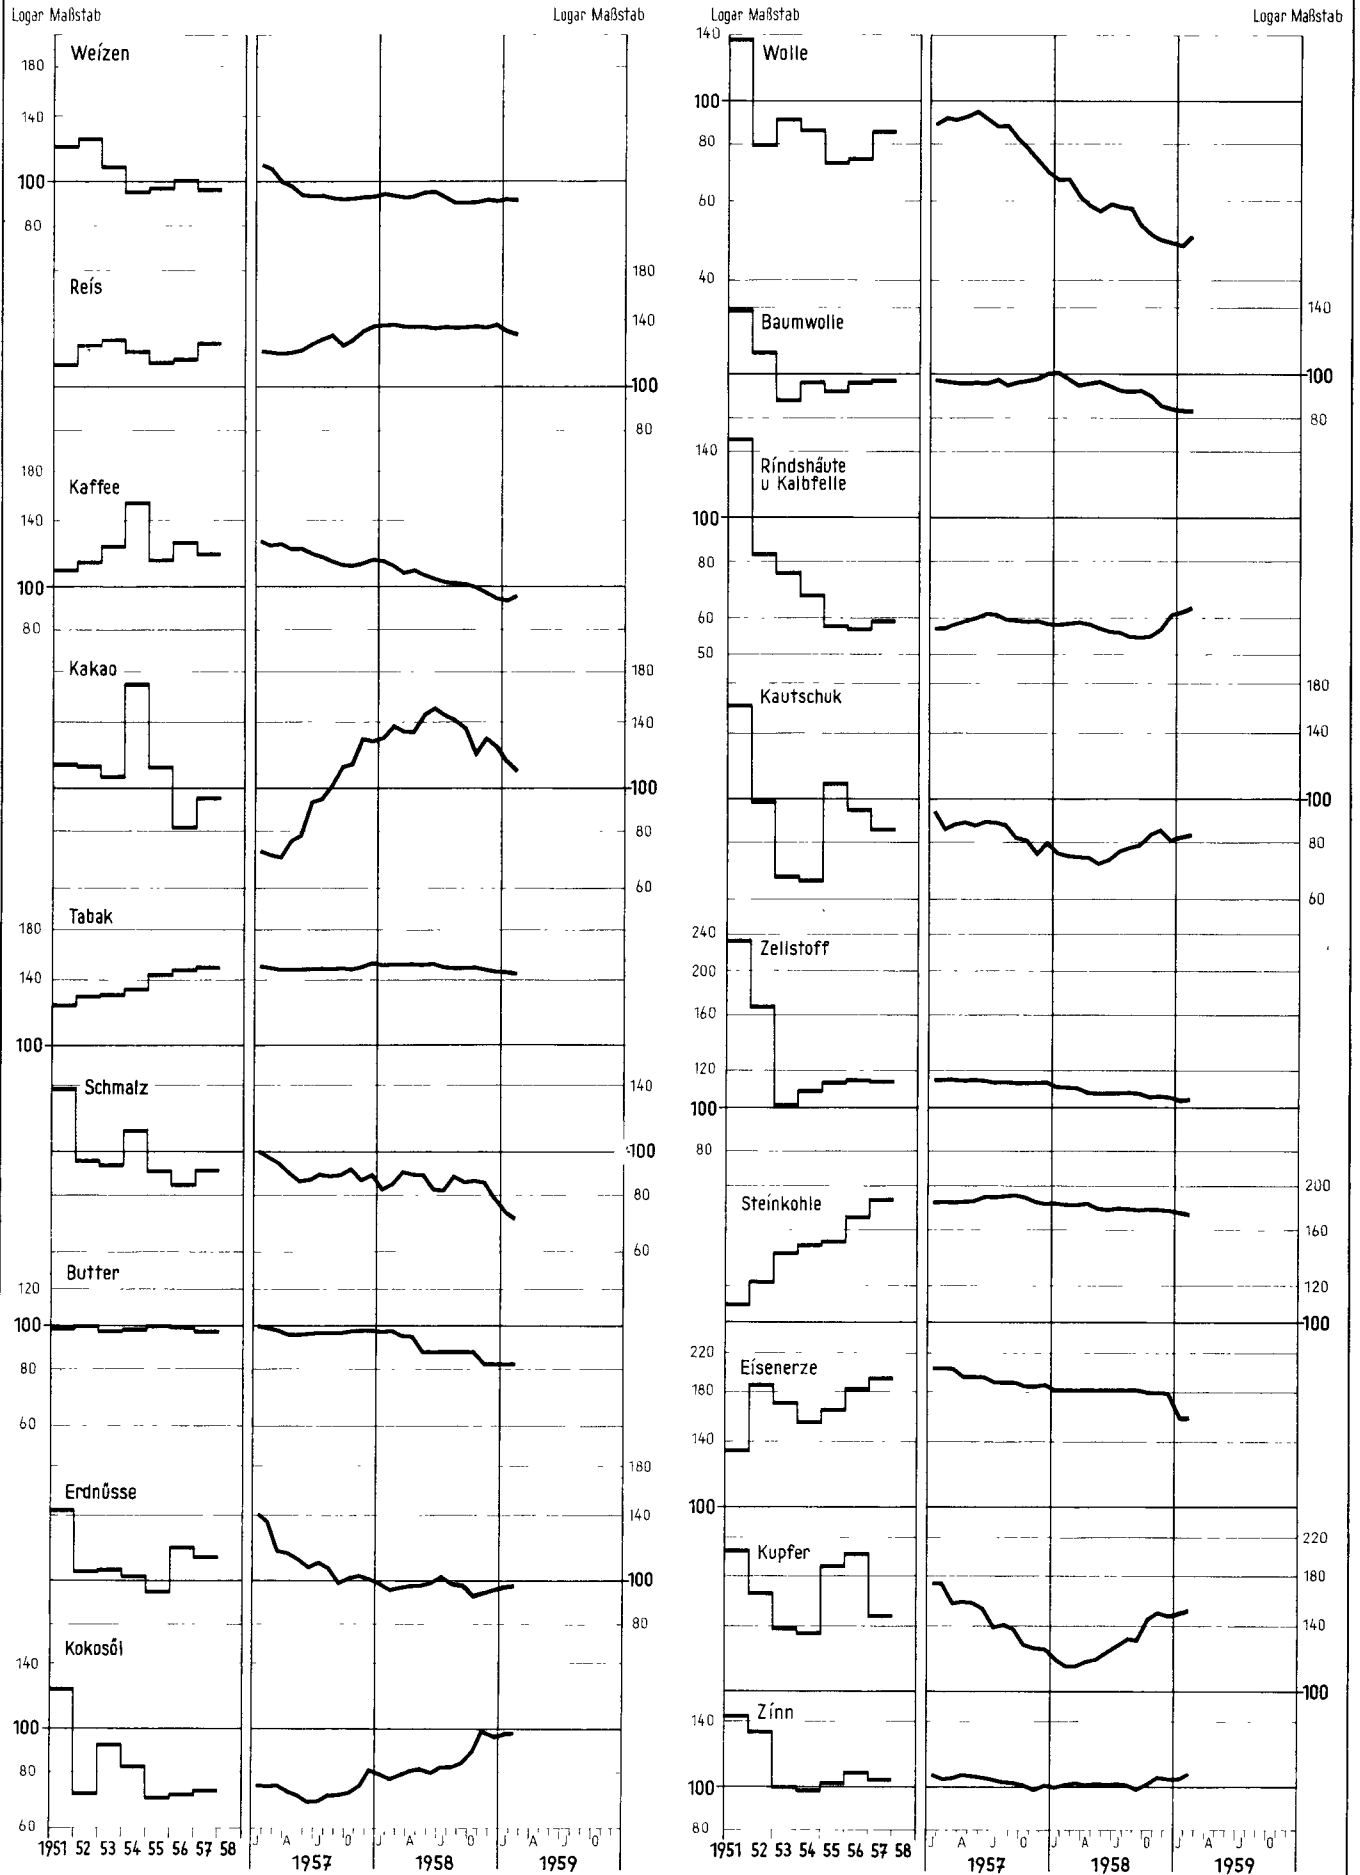 Logar Maßstab
Logar Maßstab
Weizen
180
140
100
80
Reis
180
140
100
80
Kaffee
180
140
100
80
Kakao
180
140
100
80
60
Tabak
180
140
100
Schmalz
140
100
80
60
Butter
120
100
80
60
Erdnüsse
180
140
100
80
Kokosöl
140
100
80
60
1951 52 53 54 55 56 57 58
J A J O J A J O J A J O
1957 1958 1959
Logar Maßstab
Logar Maßstab
Wolle
140
100
80
60
40
Baumwolle
140
100
80
Rindshäute
u Kalbfelle
140
100
80
60
50
Kautschuk
180
140
100
80
60
Zellstoff
240
200
160
120
100
80
Steinkohle
200
160
120
100
Eisenerze
220
180
140
100
Kupfer
220
180
140
100
Zinn
140
100
80
1951 52 53 54 55 56 57 58
J A J O J A J O J A J O
1957 1958 1959